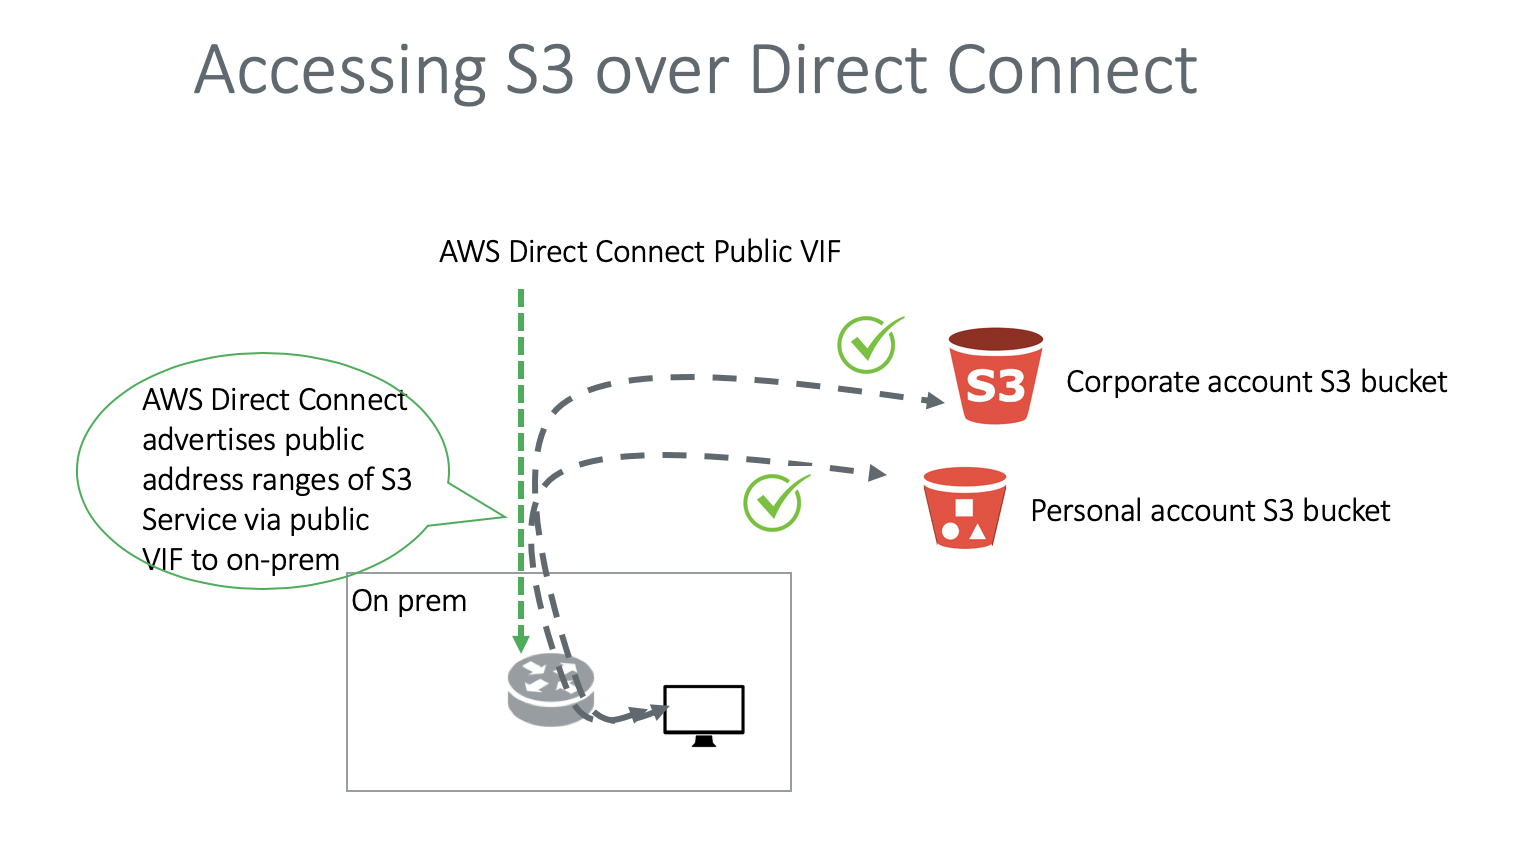 Accessing S3 over Direct Connect
AWS Direct Connect Public VIF
S3
Corporate account S3 bucket
AWS Direct Connect
advertises public
address ranges of S3
Service via public
VIF to on-prem
Personal account S3 bucket
On prem